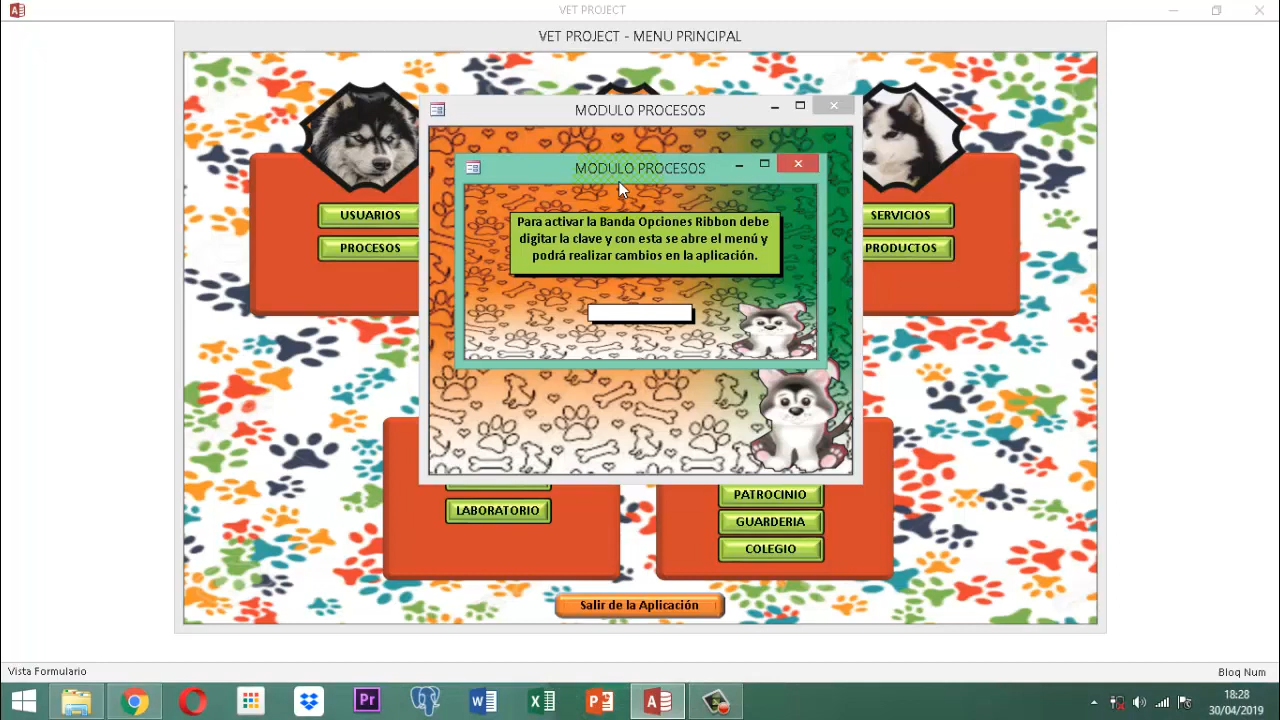 VET PROJECT
VET PROJECT - MENU PRINCIPAL
MODULO PROCESOS
MODULO PROCESOS
USUARIOS
SERVICIOS
PROCESOS
PRODUCTOS
Para activar la Banda Opciones Ribbon debe
digitar la clave y con esta se abre el menú y
podrá realizar cambios en la aplicación.
PATROCINIO
LABORATORIO
GUARDERIA
COLEGIO
Salir de la Aplicación
Vista Formulario
Bloq Num
Pr
18:28
30/04/2019